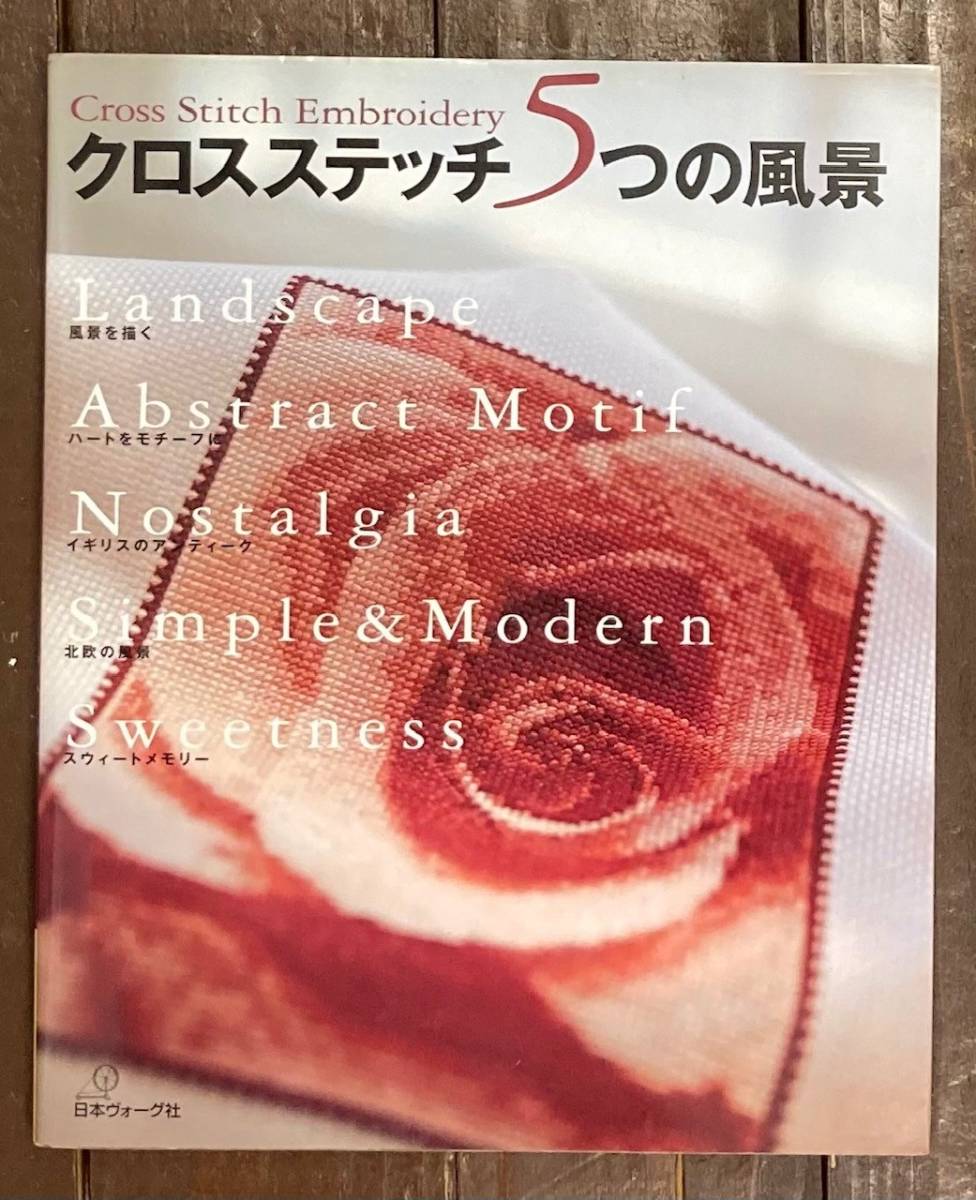 Cross Stitch Embroidery
クロスステッチ5つの風景
Landscape
風景を描く
Abstract Motif
ハートをモチーフに
Nostalgia
イギリスのアンティーク
Simple&Modern
北欧の風景
Sweetness
スウィートメモリー
日本ヴォーグ社